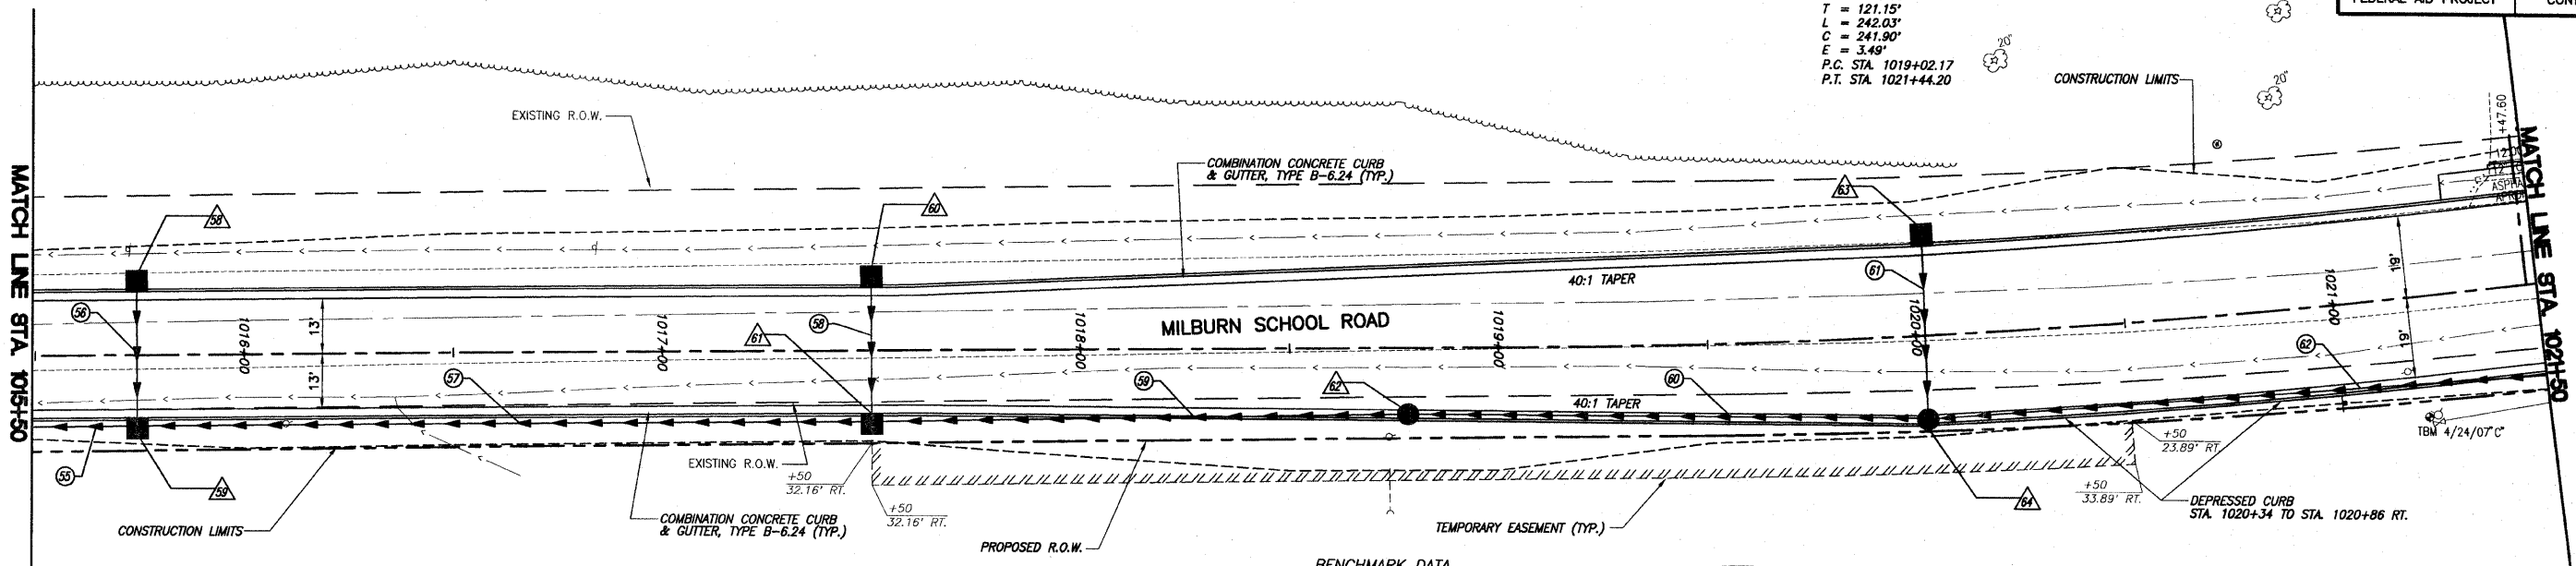 T = 121.15'
L = 242.03'
C = 241.90'
E = 3.49'
P.C. STA. 1019+02.17
P.T. STA. 1021+44.20
20"
20"
FEDERAL AID PROJECT
CONSTRUCTION LIMITS
+47.60
EXISTING R.O.W.
COMBINATION CONCRETE CURB
& GUTTER, TYPE B-6.24 (TYP.)
MATCH LINE STA. 1015+50
MATCH LINE STA. 1021+50
58
60
63
56
58
61
61
40:1 TAPER
1016+00
1017+00
1018+00
1019+00
1020+00
1021+00
13'
13'
19'
19'
MILBURN SCHOOL ROAD
57
59
62
60
62
40:1 TAPER
55
59
64
EXISTING R.O.W.
+50
32.16' RT.
+50
32.16' RT.
+50
23.89' RT.
+50
33.89' RT.
TBM 4/24/07"C"
CONSTRUCTION LIMITS
COMBINATION CONCRETE CURB
& GUTTER, TYPE B-6.24 (TYP.)
PROPOSED R.O.W.
TEMPORARY EASEMENT (TYP.)
DEPRESSED CURB
STA. 1020+34 TO STA. 1020+86 RT.
BENCHMARK DATA